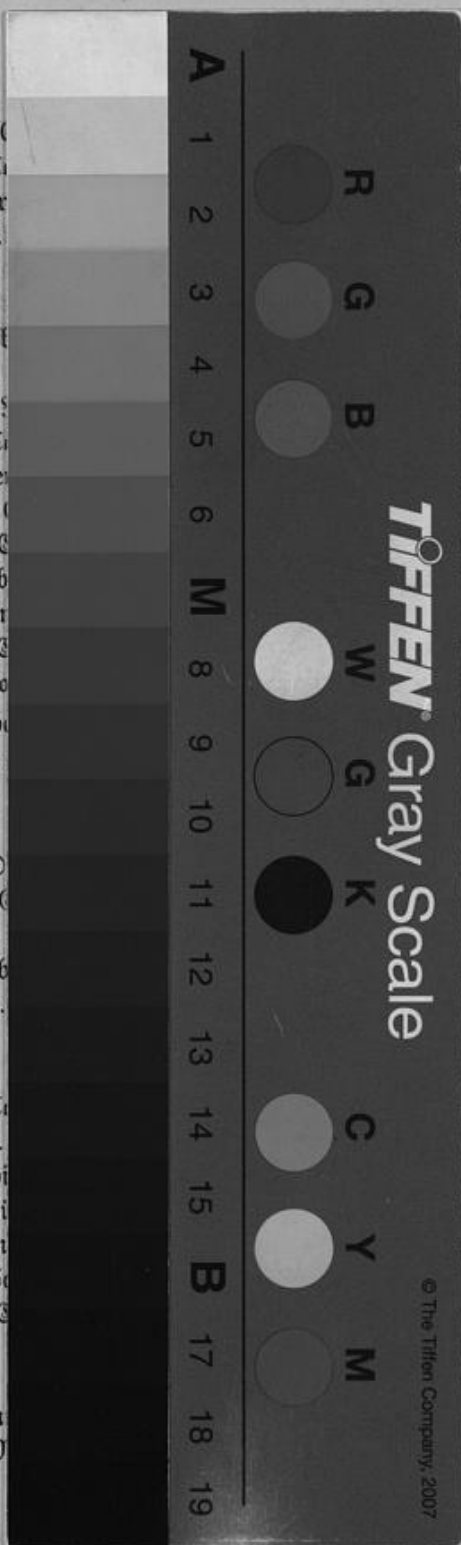 TIFFEN® Gray Scale
© The Tiffen Company, 2007
R G B W G K C Y M
A 1 2 3 4 5 6 M 8 9 10 11 12 13 14 15 B 17 18 19